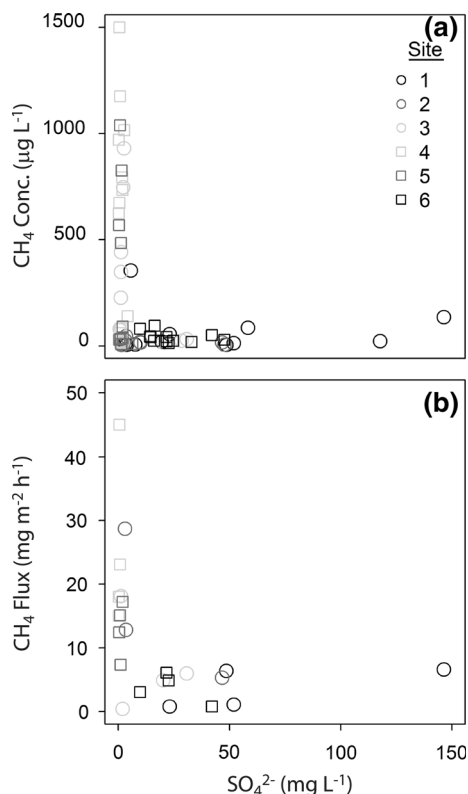 (a)
1500
1000
500
0
CH₄ Conc. (µg L⁻¹)
Site
1
2
3
4
5
6
(b)
50
40
30
20
10
0
CH₄ Flux (mg m⁻² h⁻¹)
0 50 100 150
SO₄²⁻ (mg L⁻¹)